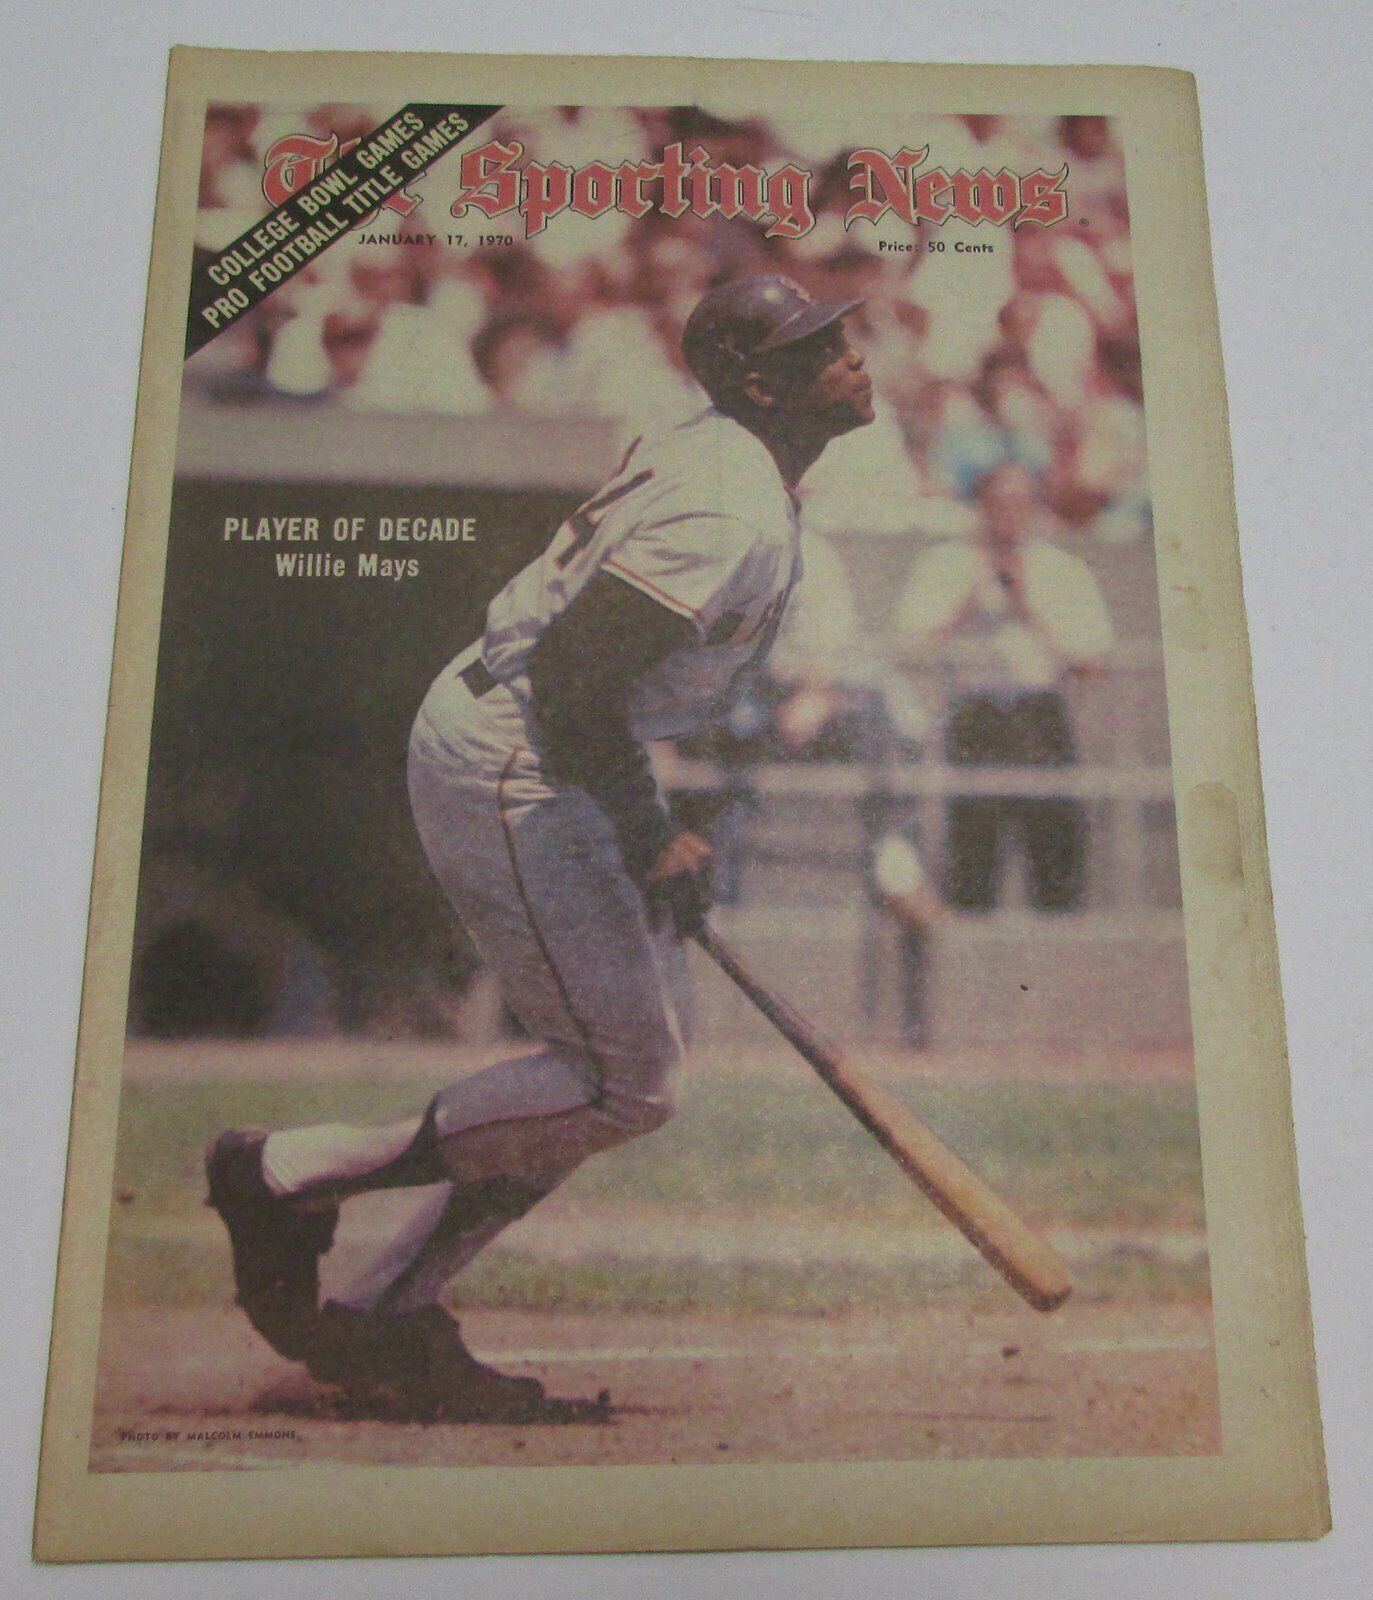 COLLEGE BOWL GAMES
PRO FOOTBALL TITLE GAMES
The Sporting News
JANUARY 17, 1970
Price: 50 Cents
PLAYER OF DECADE
Willie Mays
PHOTO BY MALCOLM EMMONS